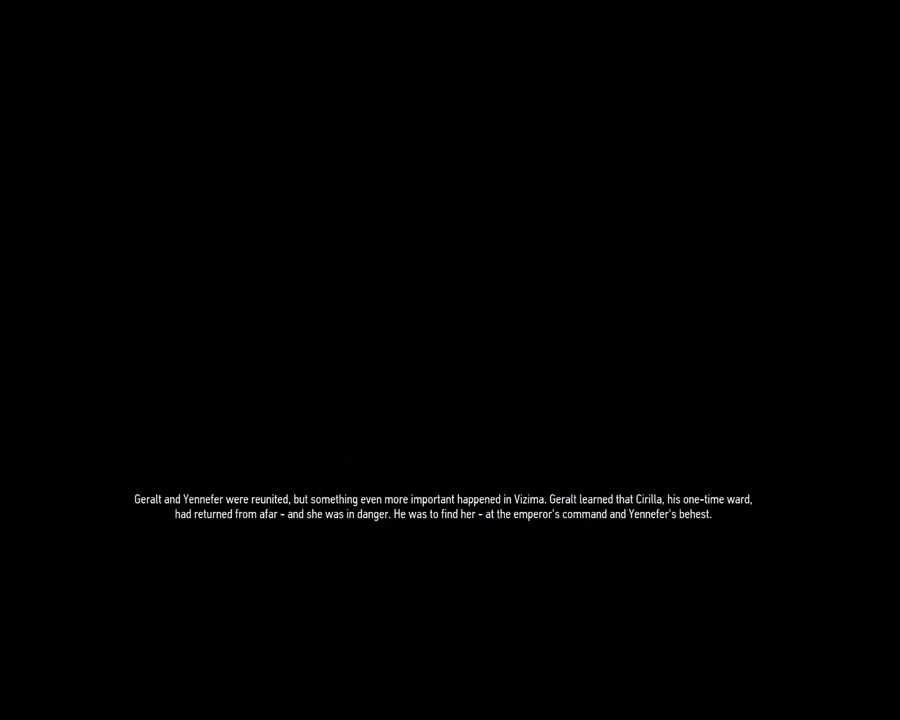 Geralt and Yennefer were reunited, but something even more important happened in Vizima. Geralt learned that Cirilla, his one-time ward,
had returned from afar - and she was in danger. He was to find her - at the emperor's command and Yennefer's behest.